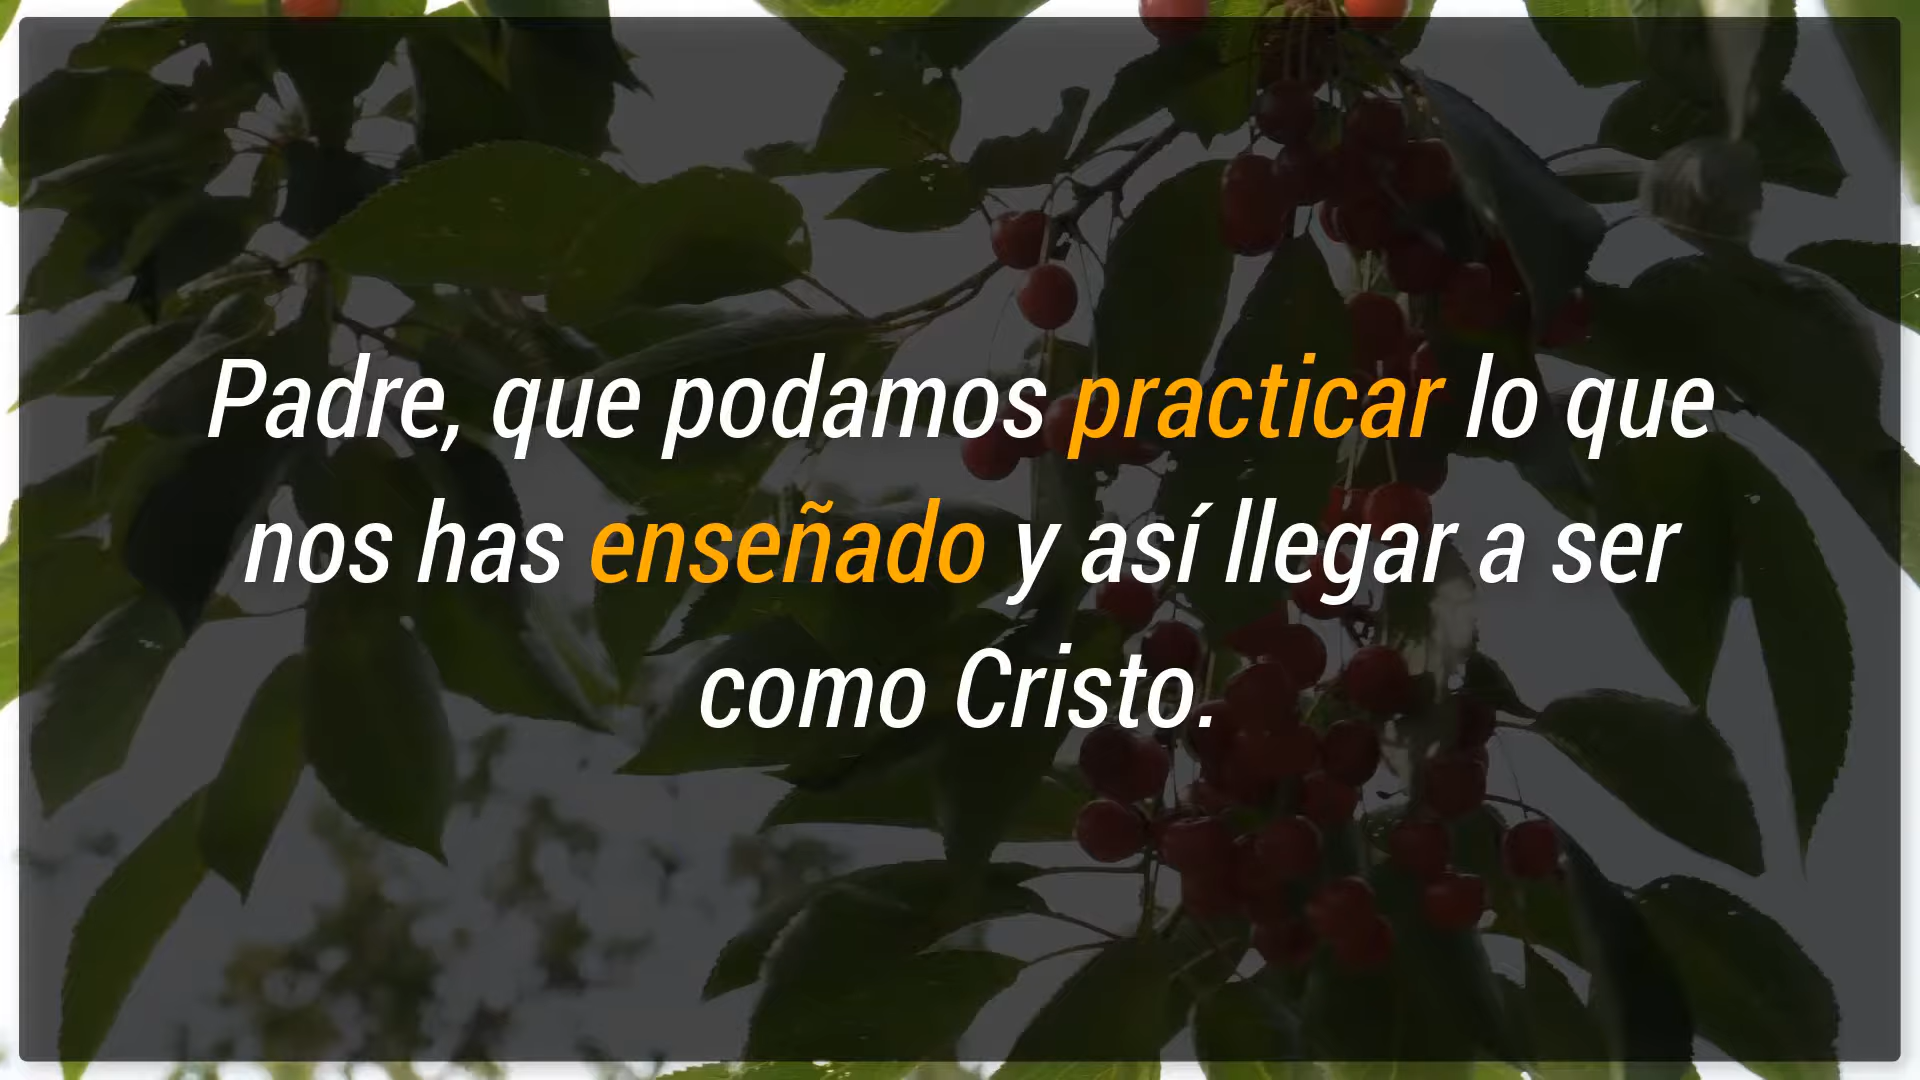 Padre, que podamos practicar lo que
nos has enseñado y así llegar a ser
como Cristo.